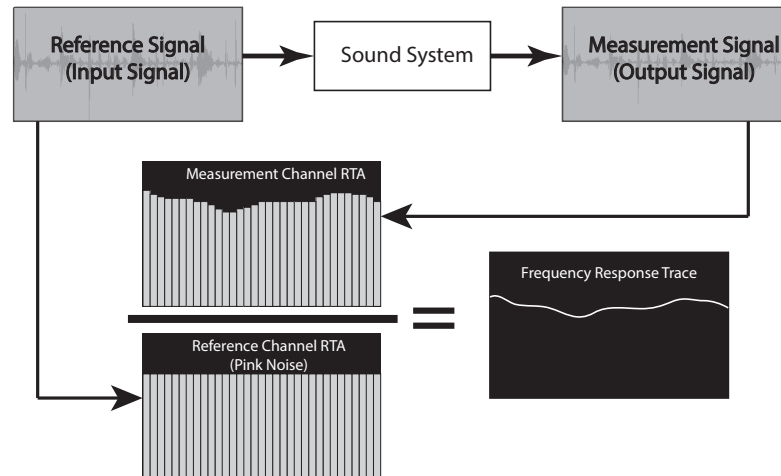 Reference Signal
(Input Signal)
Sound System
Measurement Signal
(Output Signal)
Measurement Channel RTA
=
Frequency Response Trace
Reference Channel RTA
(Pink Noise)